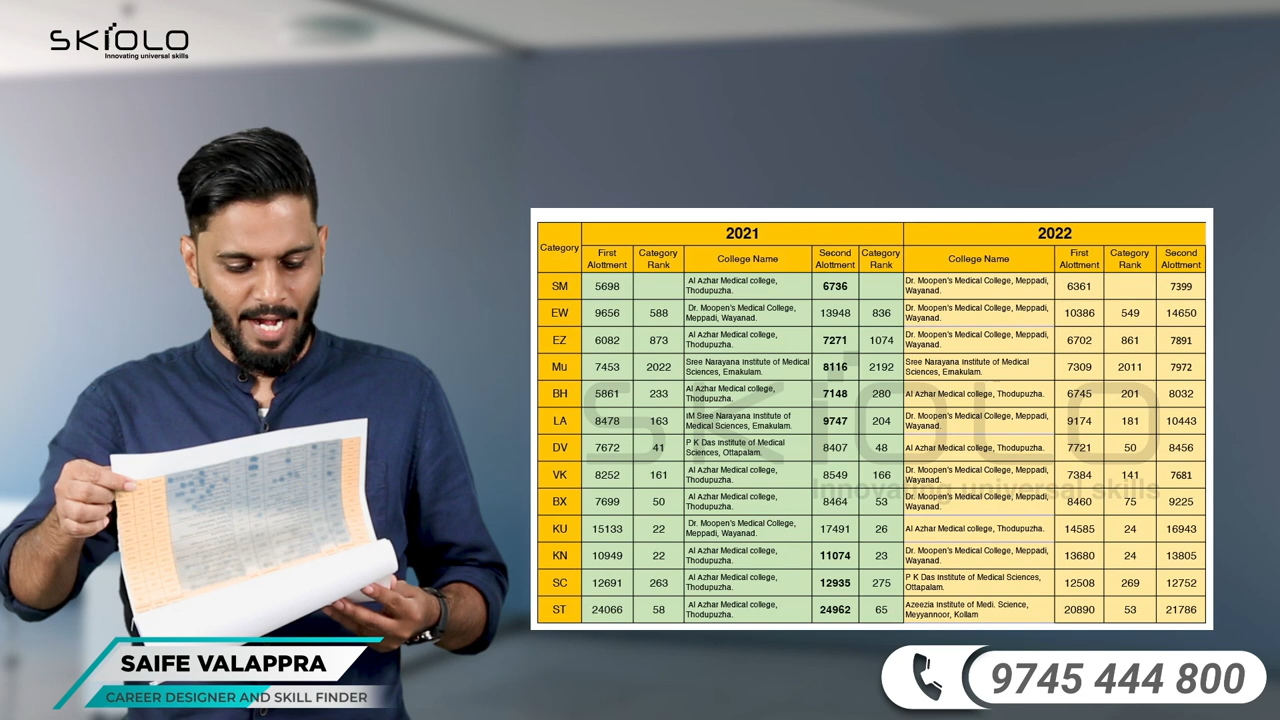 SKiOLO
Innovating universal skills
2021 2022
Category First Alottment Category Rank College Name Second Alottment Category Rank College Name First Alottment Category Rank Second Alottment
SM 5698 Al Azhar Medical college, Thodupuzha. 6736 Dr. Moopen's Medical College, Meppadi, Wayanad. 6361 7399
EW 9656 588 Dr. Moopen's Medical College, Meppadi, Wayanad. 13948 836 Dr. Moopen's Medical College, Meppadi, Wayanad. 10386 549 14650
EZ 6082 873 Al Azhar Medical college, Thodupuzha. 7271 1074 Dr. Moopen's Medical College, Meppadi, Wayanad. 6702 861 7891
Mu 7453 2022 Sree Narayana Institute of Medical Sciences, Ernakulam. 8116 2192 Sree Narayana Institute of Medical Sciences, Ernakulam. 7309 2011 7972
BH 5861 233 Al Azhar Medical college, Thodupuzha. 7148 280 Al Azhar Medical college, Thodupuzha. 6745 201 8032
LA 8478 163 IM Sree Narayana Institute of Medical Sciences, Ernakulam. 9747 204 Dr. Moopen's Medical College, Meppadi, Wayanad. 9174 181 10443
DV 7672 41 P K Das Institute of Medical Sciences, Ottapalam. 8407 48 Al Azhar Medical college, Thodupuzha. 7721 50 8456
VK 8252 161 Al Azhar Medical college, Thodupuzha. 8549 166 Dr. Moopen's Medical College, Meppadi, Wayanad. 7384 141 7681
BX 7699 50 Al Azhar Medical college, Thodupuzha. 8464 53 Dr. Moopen's Medical College, Meppadi, Wayanad. 8460 75 9225
KU 15133 22 Dr. Moopen's Medical College, Meppadi, Wayanad. 17491 26 Al Azhar Medical college, Thodupuzha. 14585 24 16943
KN 10949 22 Al Azhar Medical college, Thodupuzha. 11074 23 Dr. Moopen's Medical College, Meppadi, Wayanad. 13680 24 13805
SC 12691 263 Al Azhar Medical college, Thodupuzha. 12935 275 P K Das Institute of Medical Sciences, Ottapalam. 12508 269 12752
ST 24066 58 Al Azhar Medical college, Thodupuzha. 24962 65 Azeezia Institute of Medi. Science, Meyyannoor, Kollam 20890 53 21786
SKiOLO
Innovating universal skills
SAIFE VALAPPRA
CAREER DESIGNER AND SKILL FINDER
9745 444 800